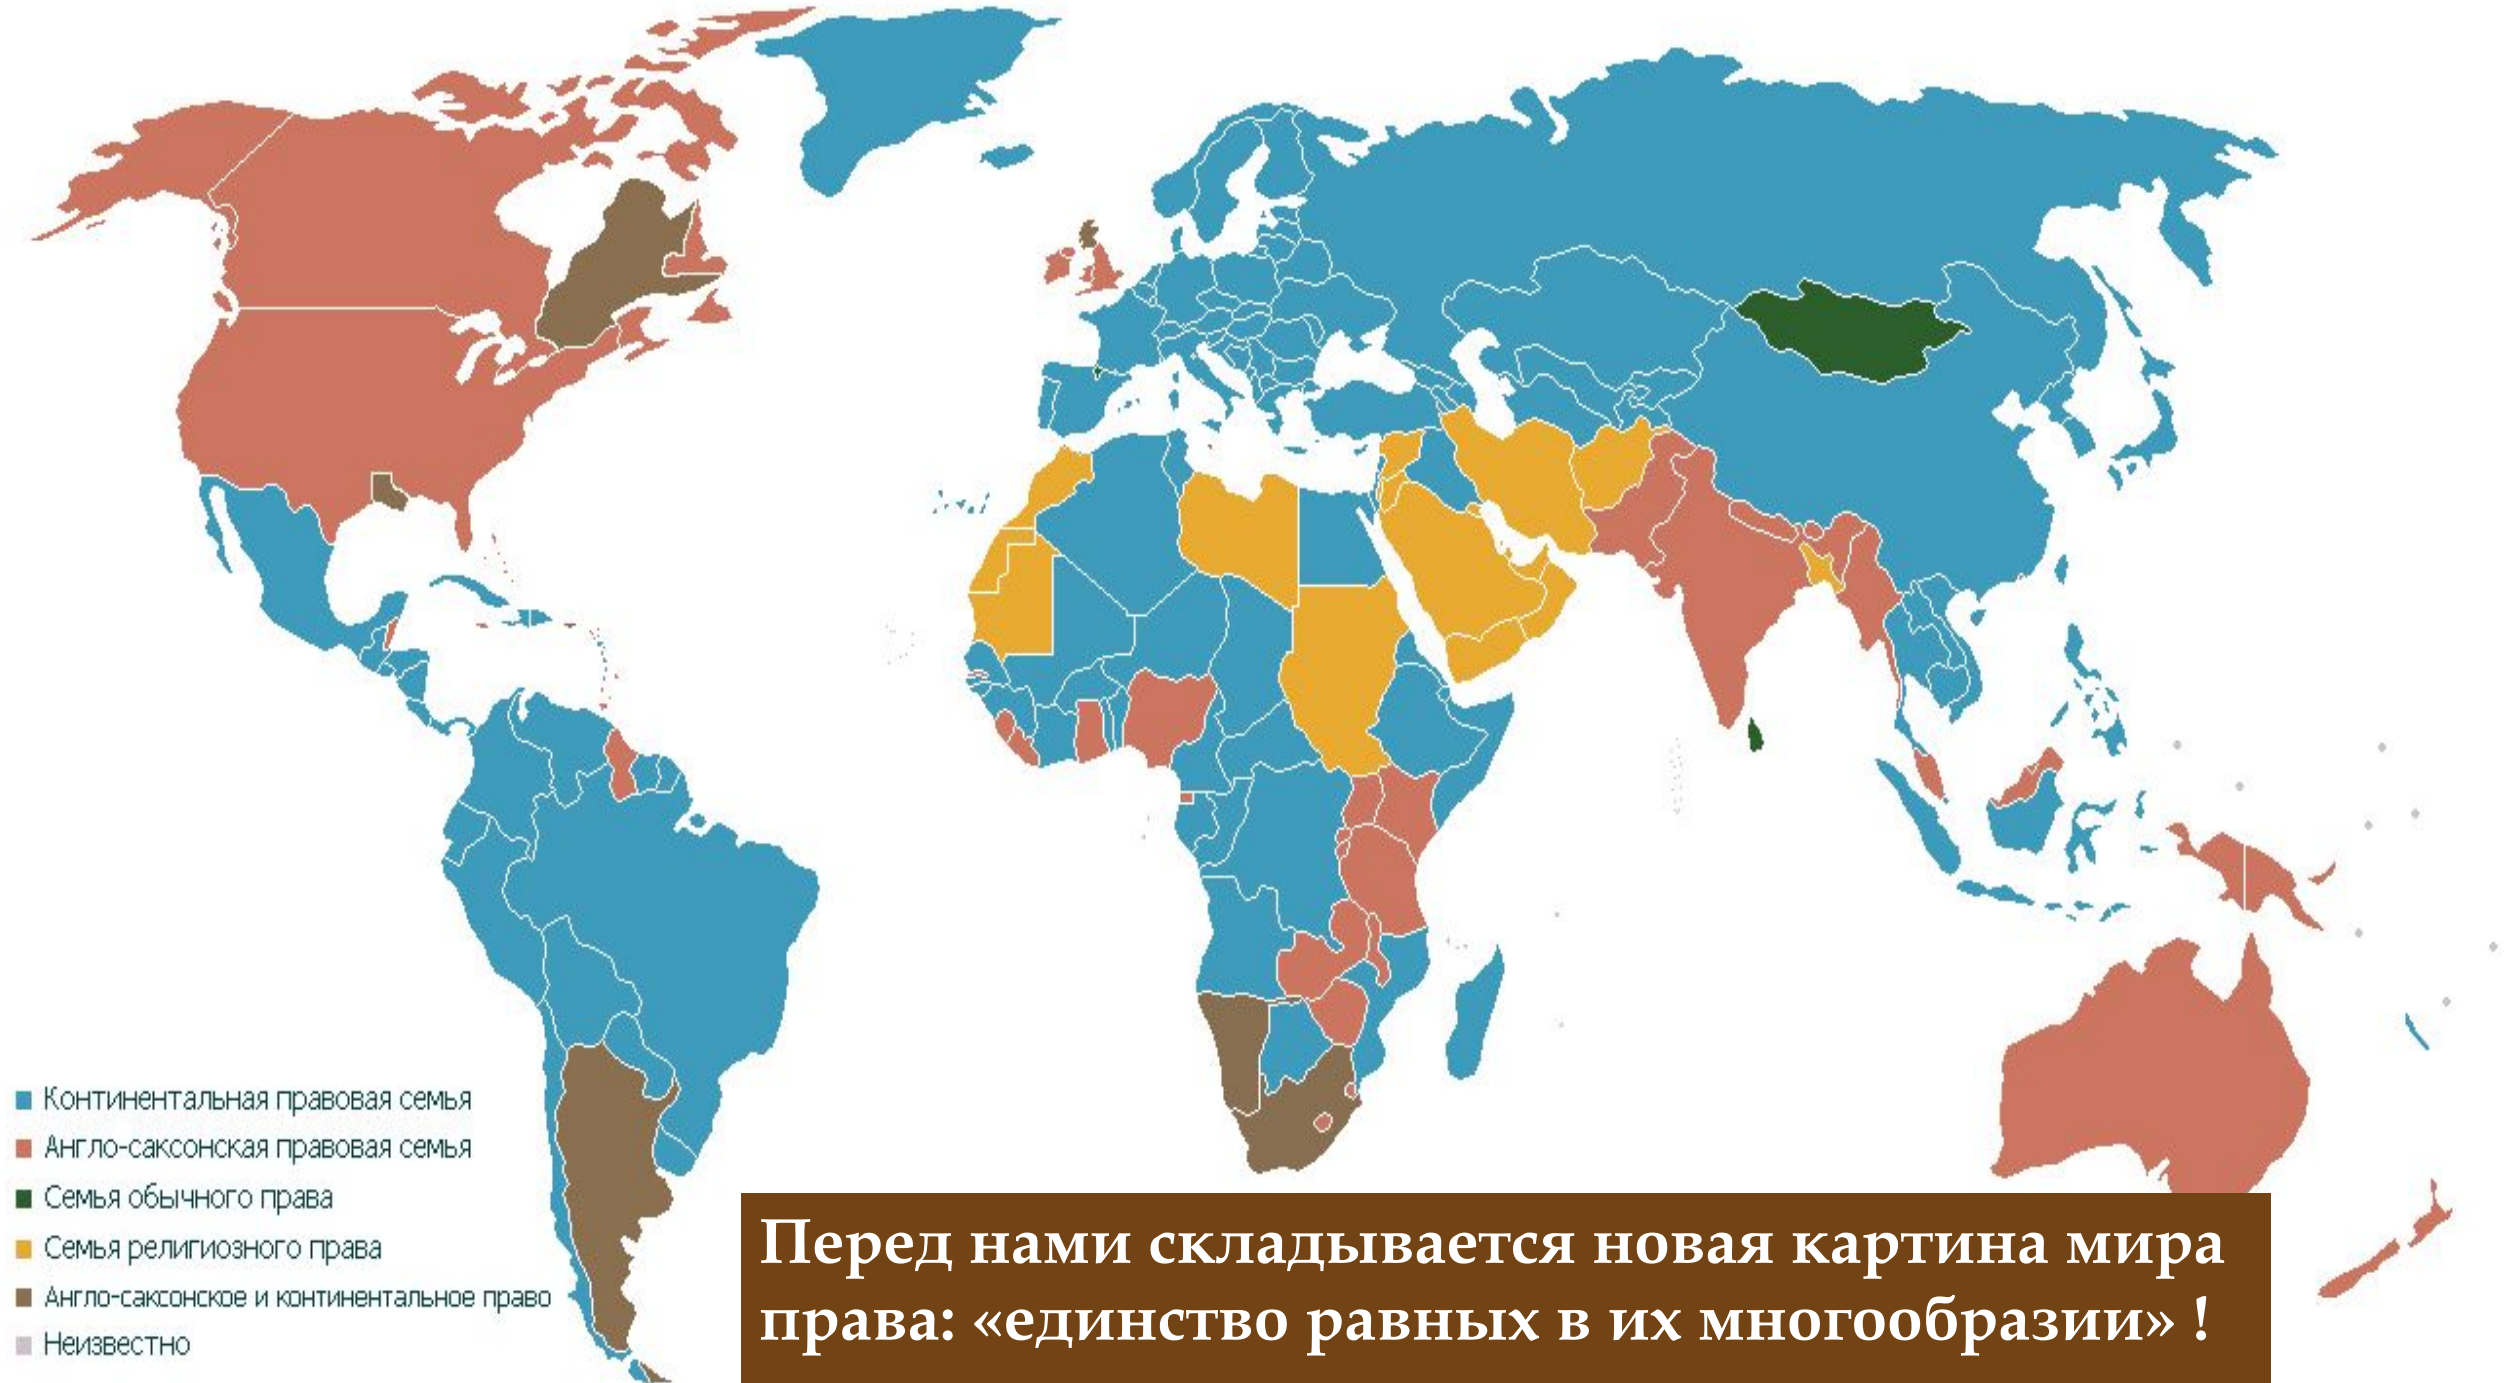 Континентальная правовая семья
Англо-саксонская правовая семья
Семья обычного права
Семья религиозного права
Англо-саксонское и континентальное право
Неизвестно
Перед нами складывается новая картина мира
права: «единство равных в их многообразии» !